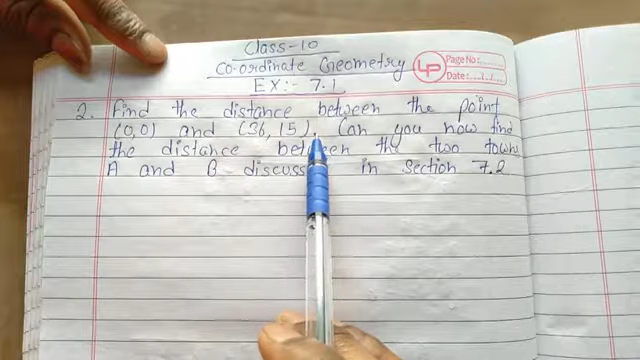 Class-10
Co-ordinate Geometry
EX:- 7.1
LP
Page No.:
Date: .../.../...
2. Find the distance between the point
(0,0) and (36,15). Can you now find
the distance between the two towns
A and B discuss in section 7.2